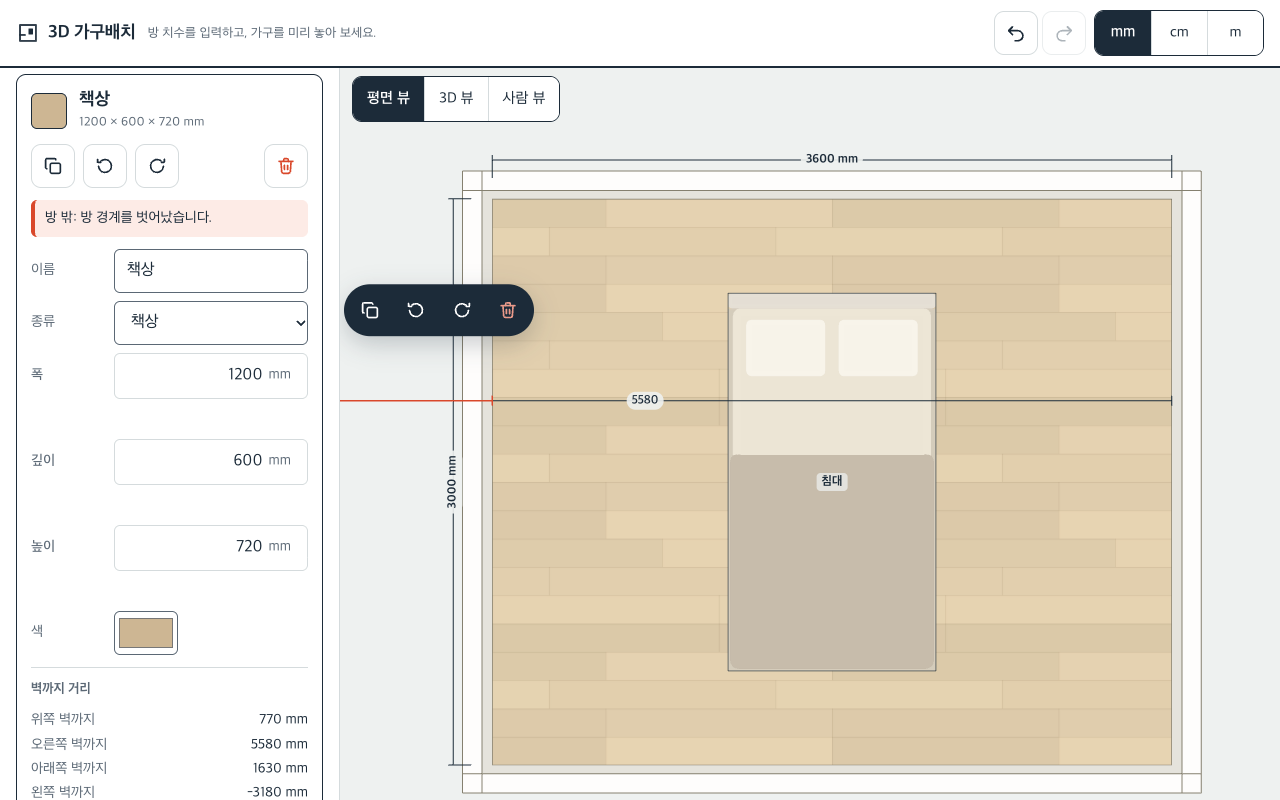 3D 가구배치 방 치수를 입력하고, 가구를 미리 놓아 보세요.
mm cm m
책상
1200 × 600 × 720 mm
방 밖: 방 경계를 벗어났습니다.
이름 책상
종류 책상
폭 1200 mm
깊이 600 mm
높이 720 mm
색
벽까지 거리
위쪽 벽까지 770 mm
오른쪽 벽까지 5580 mm
아래쪽 벽까지 1630 mm
왼쪽 벽까지 -3180 mm
평면 뷰 3D 뷰 사람 뷰
3600 mm
5580
3000 mm
침대